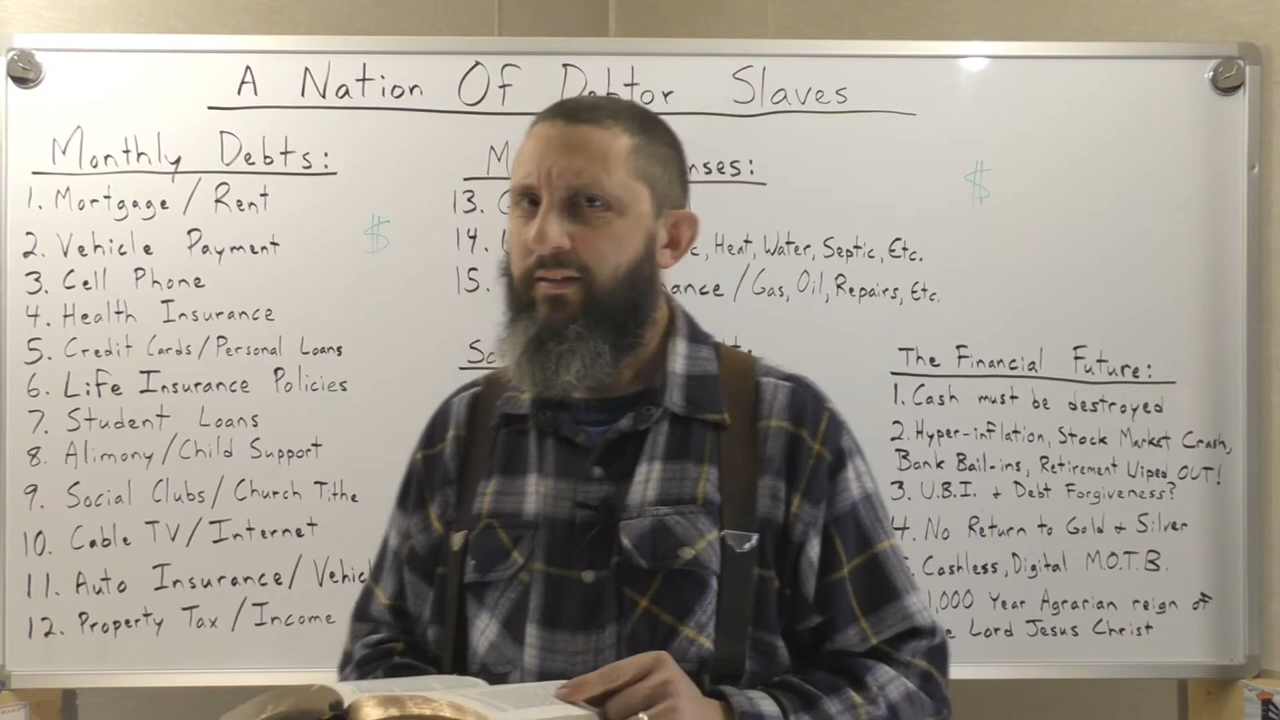 A Nation Of Debtor Slaves
Monthly Debts:
1. Mortgage / Rent
2. Vehicle Payment
$
3. Cell Phone
4. Health Insurance
5. Credit Cards/Personal Loans
6. Life Insurance Policies
7. Student Loans
8. Alimony/Child Support
9. Social Clubs/Church Tithe
10. Cable TV/Internet
11. Auto Insurance/
12. Property Tax/Income
13.
14. Heat, Water, Septic, Etc.
15. /Gas, Oil, Repairs, Etc.
$
The Financial Future:
1. Cash must be destroyed
2. Hyper-inflation, Stock Market Crash,
Bank Bail-ins, Retirement Wiped OUT!
3. U.B.I. + Debt Forgiveness?
4. No Return to Gold + Silver
Cashless, Digital M.O.T.B.
1,000 Year Agrarian reign of
Lord Jesus Christ